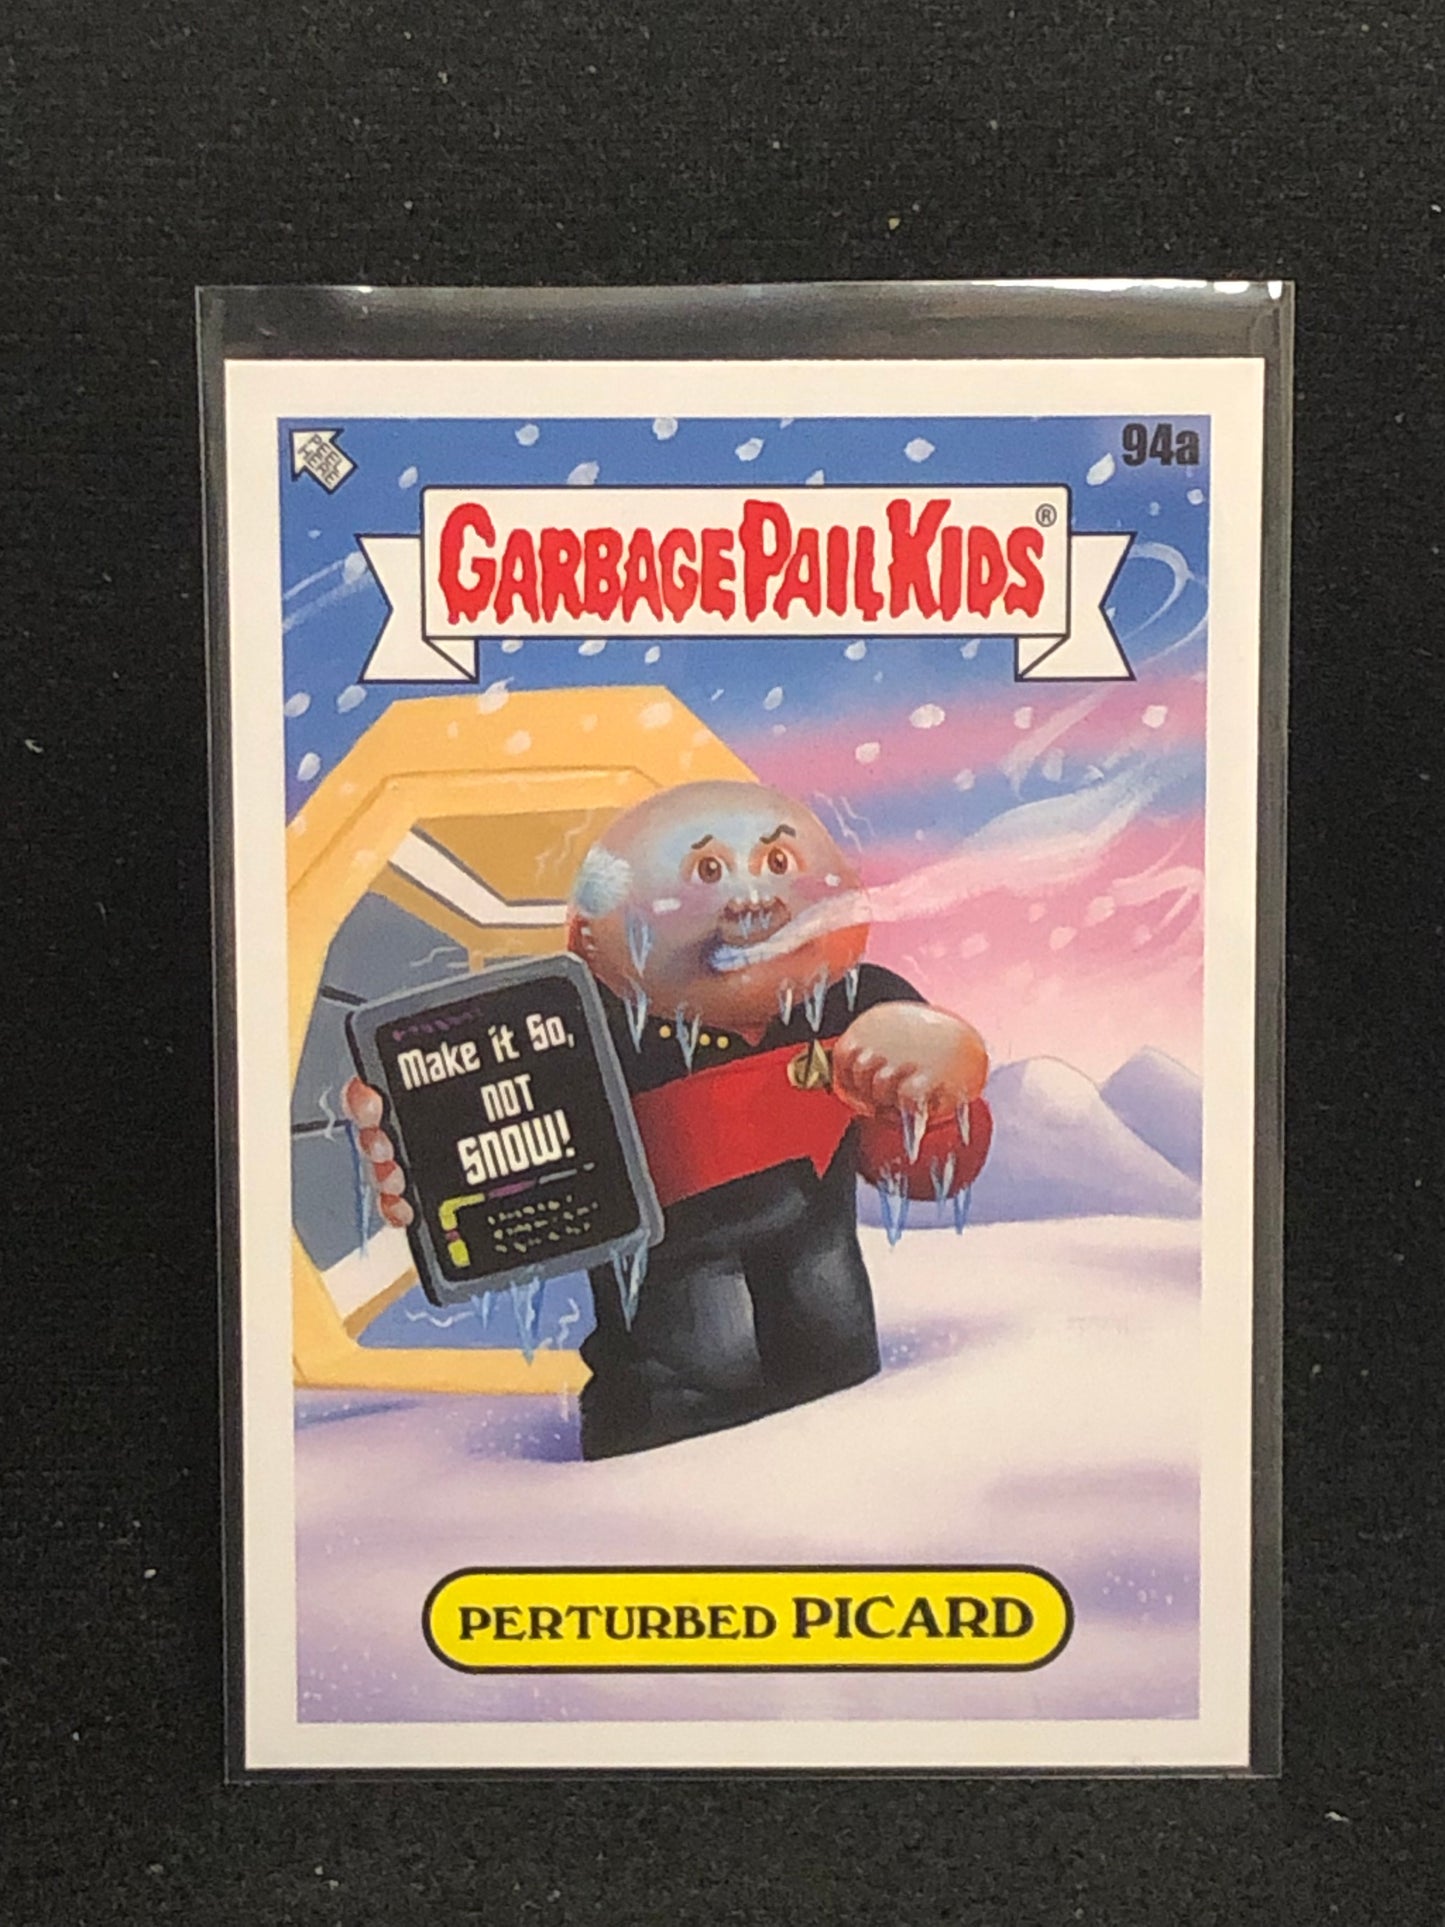 94a
GARBAGE PAIL KIDS®
Make it So,
NOT
SNOW!
PERTURBED PICARD